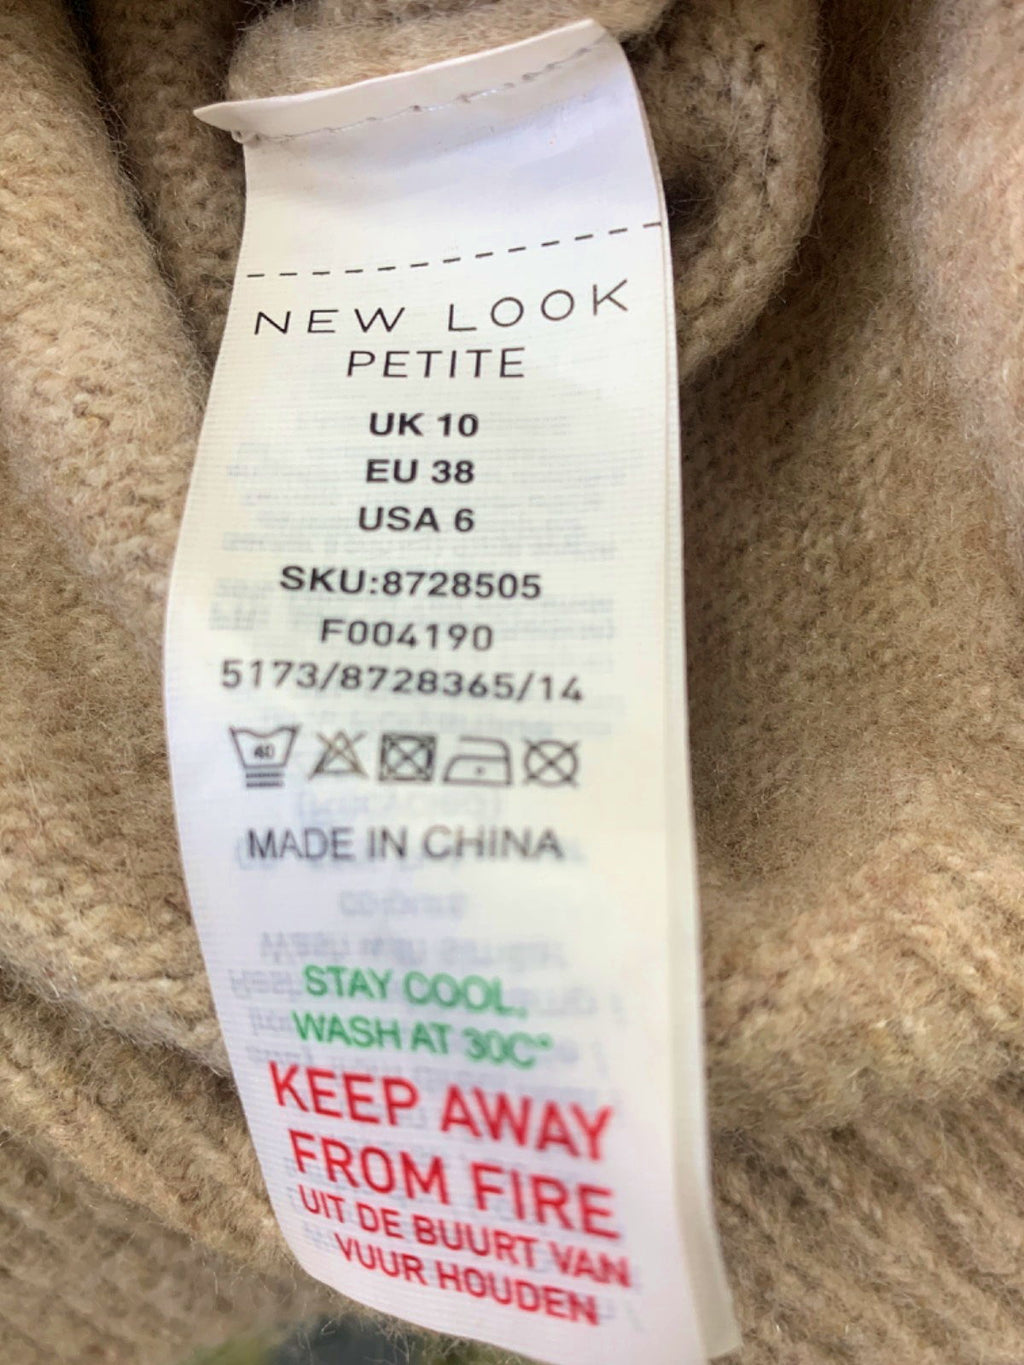 NEW LOOK
PETITE
UK 10
EU 38
USA 6
SKU:8728505
F004190
5173/8728365/14
40
MADE IN CHINA
STAY COOL,
WASH AT 30C°
KEEP AWAY
FROM FIRE
UIT DE BUURT VAN
VUUR HOUDEN